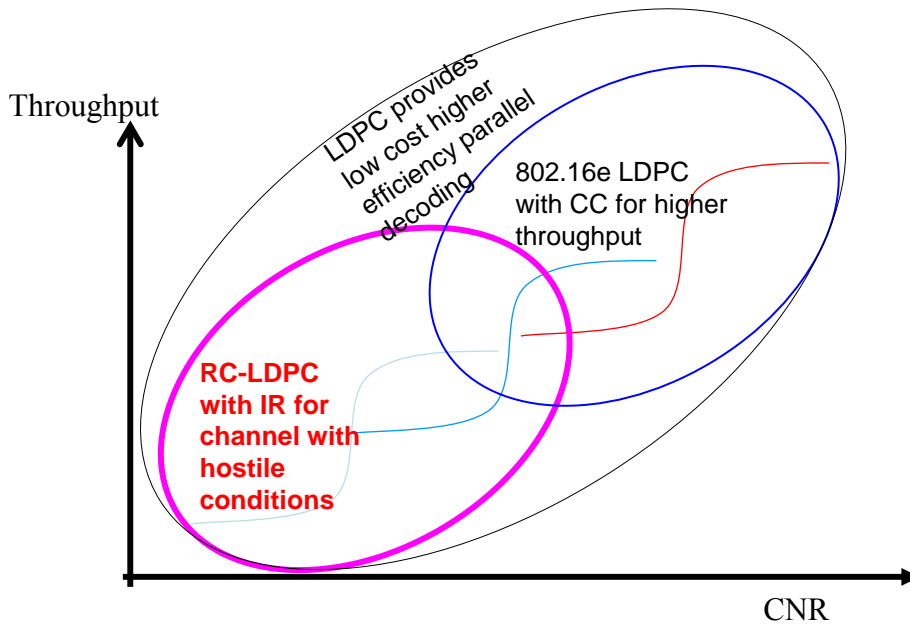 Throughput
LDPC provides
low cost higher
efficiency parallel
decoding
802.16e LDPC
with CC for higher
throughput
RC-LDPC
with IR for
channel with
hostile
conditions
CNR